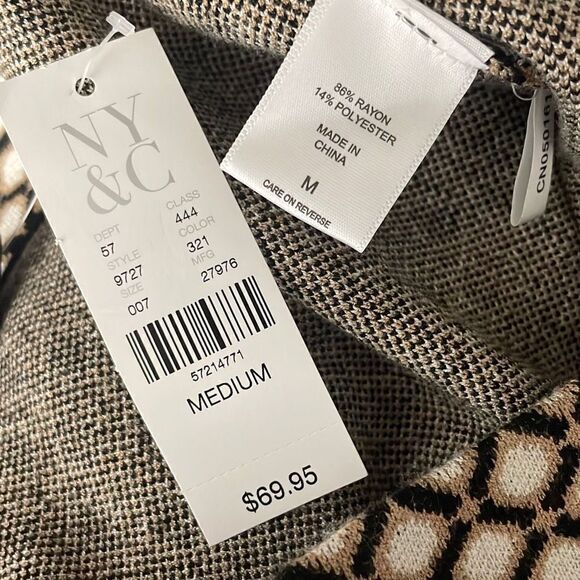 NY
&C
DEPT CLASS
57 444
STYLE COLOR
9727 321
SIZE MFG
007 27976
57214771
MEDIUM
$69.95
86% RAYON
14% POLYESTER
MADE IN
CHINA
M
CARE ON REVERSE